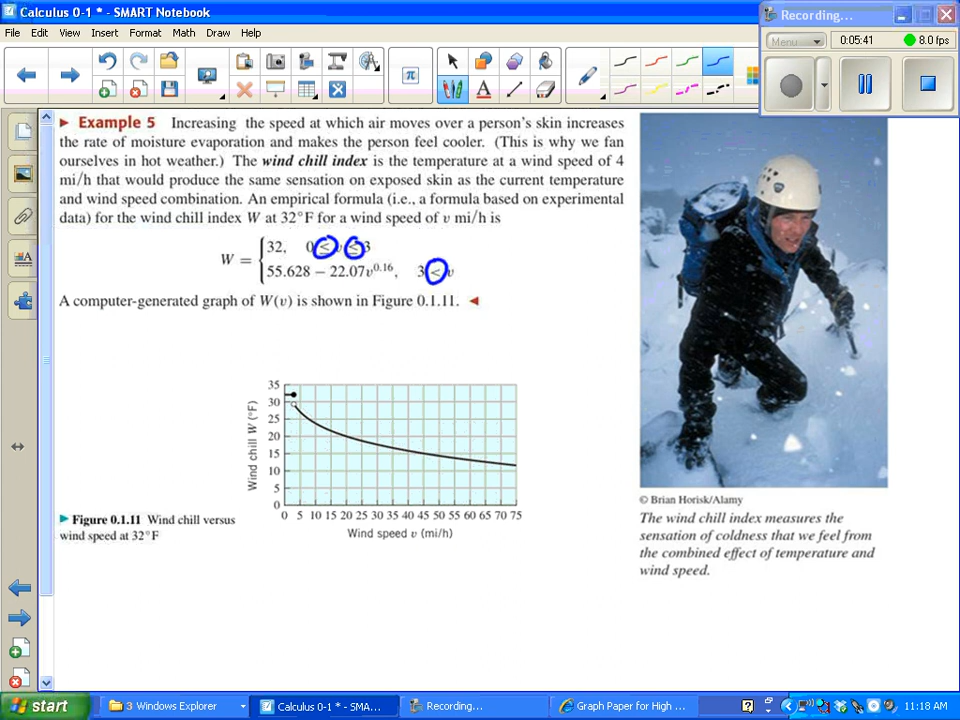 Calculus 0-1 * - SMART Notebook
Recording...
File Edit View Insert Format Math Draw Help
Menu
0:05:41
8.0 fps
► Example 5 Increasing the speed at which air moves over a person's skin increases
the rate of moisture evaporation and makes the person feel cooler. (This is why we fan
ourselves in hot weather.) The wind chill index is the temperature at a wind speed of 4
mi/h that would produce the same sensation on exposed skin as the current temperature
and wind speed combination. An empirical formula (i.e., a formula based on experimental
data) for the wind chill index W at 32°F for a wind speed of v mi/h is
W = { 32, 0 ≤ v ≤ 3
55.628 − 22.07v^0.16, 3 < v
A computer-generated graph of W(v) is shown in Figure 0.1.11. ◄
35
30
25
20
15
10
5
0
Wind chill W (°F)
0 5 10 15 20 25 30 35 40 45 50 55 60 65 70 75
Wind speed v (mi/h)
► Figure 0.1.11 Wind chill versus
wind speed at 32°F
© Brian Horisk/Alamy
The wind chill index measures the
sensation of coldness that we feel from
the combined effect of temperature and
wind speed.
start
3 Windows Explorer
Calculus 0-1 * - SMA...
Recording...
Graph Paper for High ...
11:18 AM